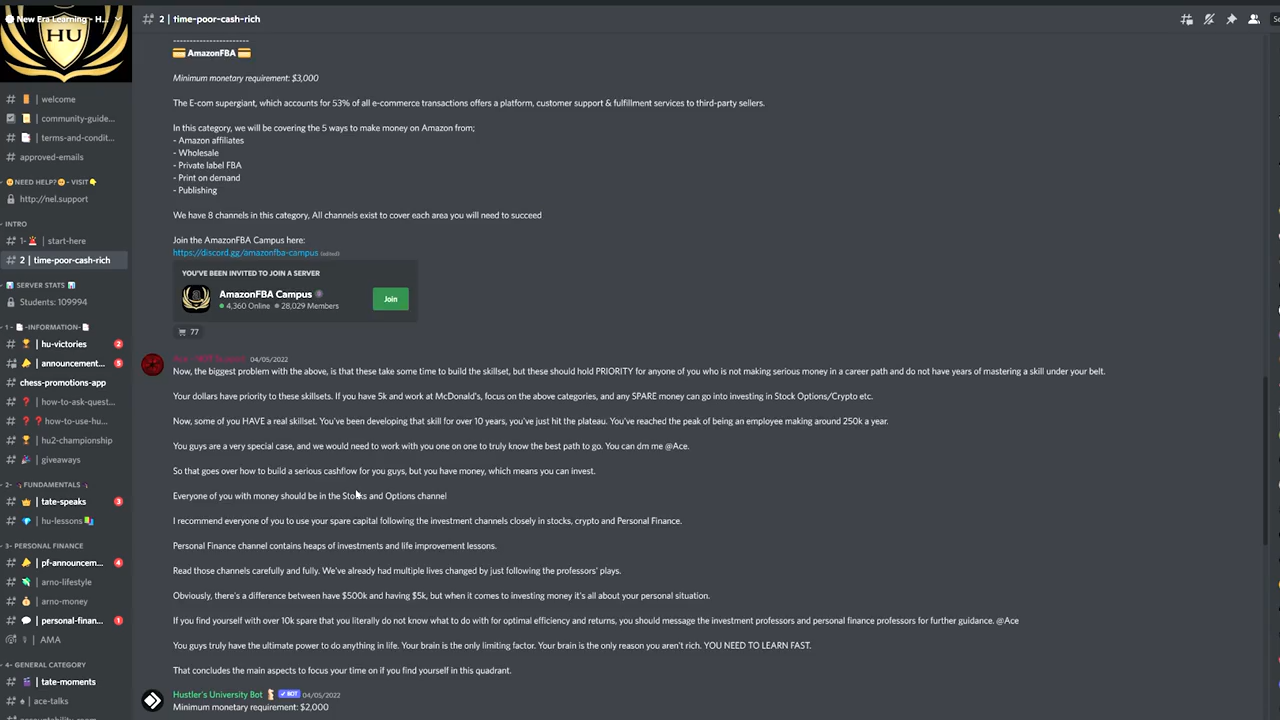 New Era Learning - H...
HU
# 2 | time-poor-cash-rich
----------------------
AmazonFBA
Minimum monetary requirement: $3,000
The E-com supergiant, which accounts for 53% of all e-commerce transactions offers a platform, customer support & fulfillment services to third-party sellers.
In this category, we will be covering the 5 ways to make money on Amazon from;
- Amazon affiliates
- Wholesale
- Private label FBA
- Print on demand
- Publishing
We have 8 channels in this category, All channels exist to cover each area you will need to succeed
Join the AmazonFBA Campus here:
https://discord.gg/amazonfba-campus (edited)
YOU'VE BEEN INVITED TO JOIN A SERVER
AmazonFBA Campus
4,360 Online 28,029 Members
Join
77
04/05/2022
Now, the biggest problem with the above, is that these take some time to build the skillset, but these should hold PRIORITY for anyone of you who is not making serious money in a career path and do not have years of mastering a skill under your belt.
Your dollars have priority to these skillsets. If you have 5k and work at McDonald's, focus on the above categories, and any SPARE money can go into investing in Stock Options/Crypto etc.
Now, some of you HAVE a real skillset. You've been developing that skill for over 10 years, you've just hit the plateau. You've reached the peak of being an employee making around 250k a year.
You guys are a very special case, and we would need to work with you one on one to truly know the best path to go. You can dm me @Ace.
So that goes over how to build a serious cashflow for you guys, but you have money, which means you can invest.
Everyone of you with money should be in the Stocks and Options channel
I recommend everyone of you to use your spare capital following the investment channels closely in stocks, crypto and Personal Finance.
Personal Finance channel contains heaps of investments and life improvement lessons.
Read those channels carefully and fully. We've already had multiple lives changed by just following the professors' plays.
Obviously, there's a difference between have $500k and having $5k, but when it comes to investing money it's all about your personal situation.
If you find yourself with over 10k spare that you literally do not know what to do with for optimal efficiency and returns, you should message the investment professors and personal finance professors for further guidance. @Ace
You guys truly have the ultimate power to do anything in life. Your brain is the only limiting factor. Your brain is the only reason you aren't rich. YOU NEED TO LEARN FAST.
That concludes the main aspects to focus your time on if you find yourself in this quadrant.
Hustler's University Bot BOT 04/05/2022
Minimum monetary requirement: $2,000
# | welcome
| community-guide...
# | terms-and-condit...
approved-emails
NEED HELP? - VISIT
http://nel.support
INTRO
# 1- | start-here
# 2 | time-poor-cash-rich
SERVER STATS
Students: 109994
1 - -INFORMATION-
# | hu-victories 2
| announcement... 5
chess-promotions-app
# | how-to-ask-quest...
# | how-to-use-hu...
# | hu2-championship
# | giveaways
2- FUNDAMENTALS
# | tate-speaks 3
# | hu-lessons
3- PERSONAL FINANCE
# | pf-announcem... 4
# | arno-lifestyle
# | arno-money
# | personal-finan... 1
| AMA
4- GENERAL CATEGORY
# | tate-moments
# | ace-talks
accountability-room